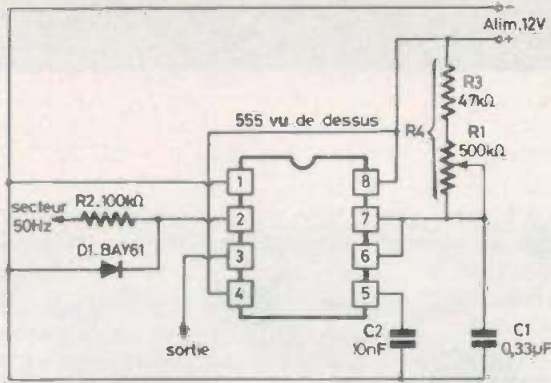 -
Alim.12V
+
R3
47kΩ
555 vu de dessus
R4
R1
500kΩ
1
8
R2.100kΩ
secteur
50Hz
2
7
D1.BAY61
3
6
4
5
sortie
C2
10nF
C1
0,33µF